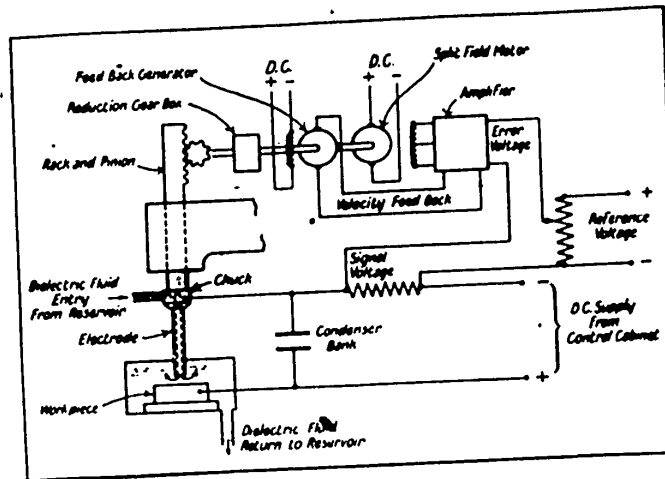 Feed Back Generator
D.C.
+ -
D.C.
+ -
Split Field Motor
Reduction Gear Box
Amplifier
Error
Voltage
Rack and Pinion
Velocity Feed Back
+
Reference
Voltage
-
Signal
Voltage
Dielectric Fluid
Entry
From Reservoir
Chuck
-
Electrode
Condenser
Bank
D.C. Supply
From
Control Cabinet
+
Workpiece
Dielectric Fluid
Return to Reservoir